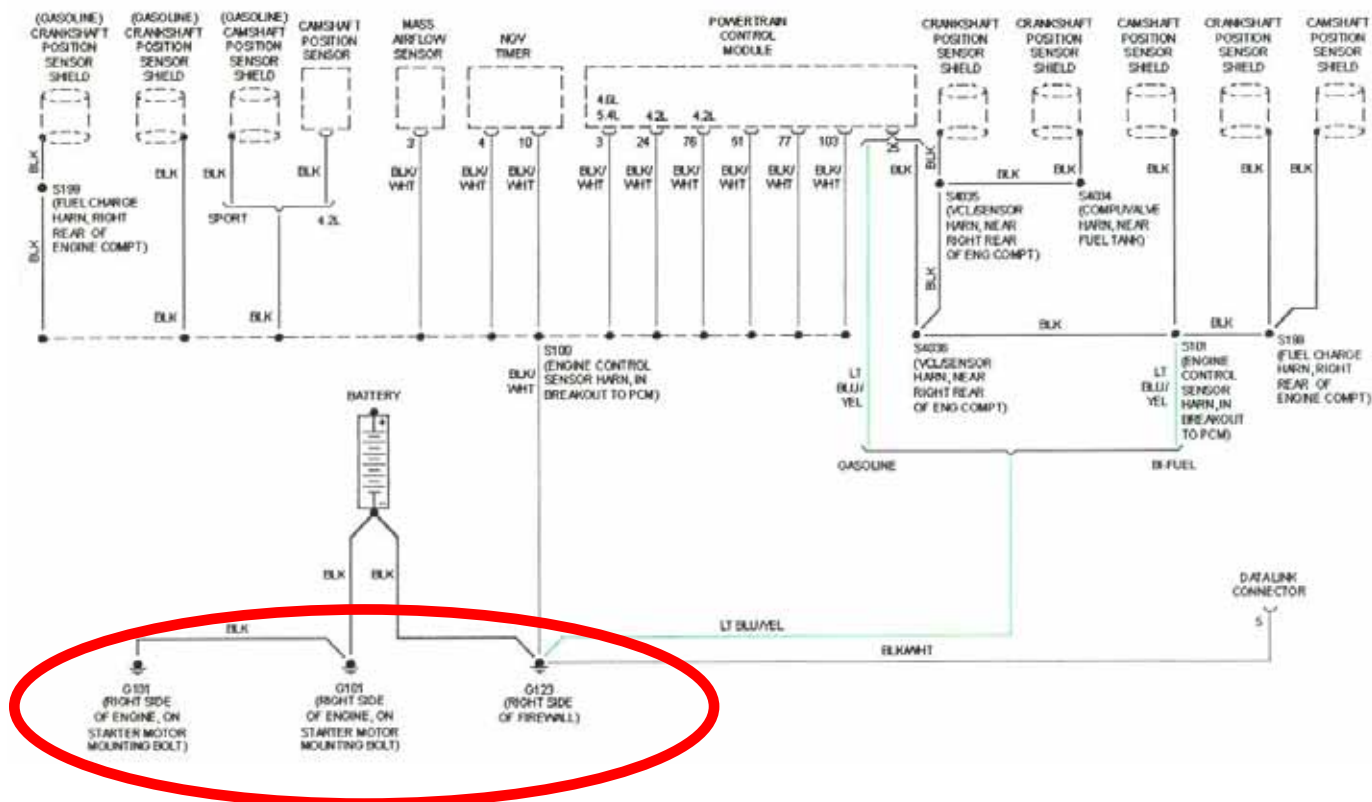 (GASOLINE)
CRANKSHAFT
POSITION
SENSOR
SHIELD
(GASOLINE)
CRANKSHAFT
POSITION
SENSOR
SHIELD
(GASOLINE)
CAMSHAFT
POSITION
SENSOR
SHIELD
CAMSHAFT
POSITION
SENSOR
MASS
AIRFLOW
SENSOR
NGV
TIMER
POWERTRAIN
CONTROL
MODULE
CRANKSHAFT
POSITION
SENSOR
SHIELD
CRANKSHAFT
POSITION
SENSOR
SHIELD
CAMSHAFT
POSITION
SENSOR
SHIELD
CRANKSHAFT
POSITION
SENSOR
SHIELD
CAMSHAFT
POSITION
SENSOR
SHIELD
4.6L
5.4L
4.2L
4.2L
3
4
10
3
24
76
51
77
103
BLK
BLK
BLK
BLK
BLK/
WHT
BLK/
WHT
BLK/
WHT
BLK/
WHT
BLK/
WHT
BLK/
WHT
BLK/
WHT
BLK/
WHT
BLK/
WHT
BLK
BLK
BLK
BLK
BLK
BLK
BLK
S199
(FUEL CHARGE
HARN, RIGHT
REAR OF
ENGINE COMPT)
SPORT
4.2L
S4035
(VCL/SENSOR
HARN, NEAR
RIGHT REAR
OF ENG COMPT)
S4034
(COMPUVALVE
HARN, NEAR
FUEL TANK)
BLK
BLK
BLK
BLK
BLK
BLK
S100
(ENGINE CONTROL
SENSOR HARN, IN
BREAKOUT TO PCM)
BLK/
WHT
LT
BLU/
YEL
S4036
(VCL/SENSOR
HARN, NEAR
RIGHT REAR
OF ENG COMPT)
LT
BLU/
YEL
S101
(ENGINE
CONTROL
SENSOR
HARN, IN
BREAKOUT
TO PCM)
S198
(FUEL CHARGE
HARN, RIGHT
REAR OF
ENGINE COMPT)
BATTERY
+
-
GASOLINE
BI-FUEL
BLK
BLK
DATA LINK
CONNECTOR
5
BLK
LT BLU/YEL
BLK/WHT
G131
(RIGHT SIDE
OF ENGINE, ON
STARTER MOTOR
MOUNTING BOLT)
G101
(RIGHT SIDE
OF ENGINE, ON
STARTER MOTOR
MOUNTING BOLT)
G123
(RIGHT SIDE
OF FIREWALL)